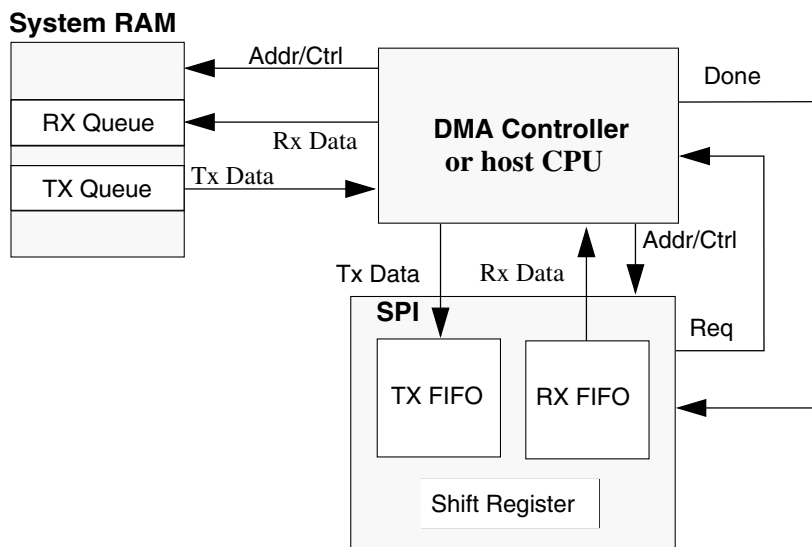 System RAM
Addr/Ctrl
Done
RX Queue
Rx Data
DMA Controller
or host CPU
TX Queue
Tx Data
Addr/Ctrl
Tx Data
Rx Data
SPI
Req
TX FIFO
RX FIFO
Shift Register